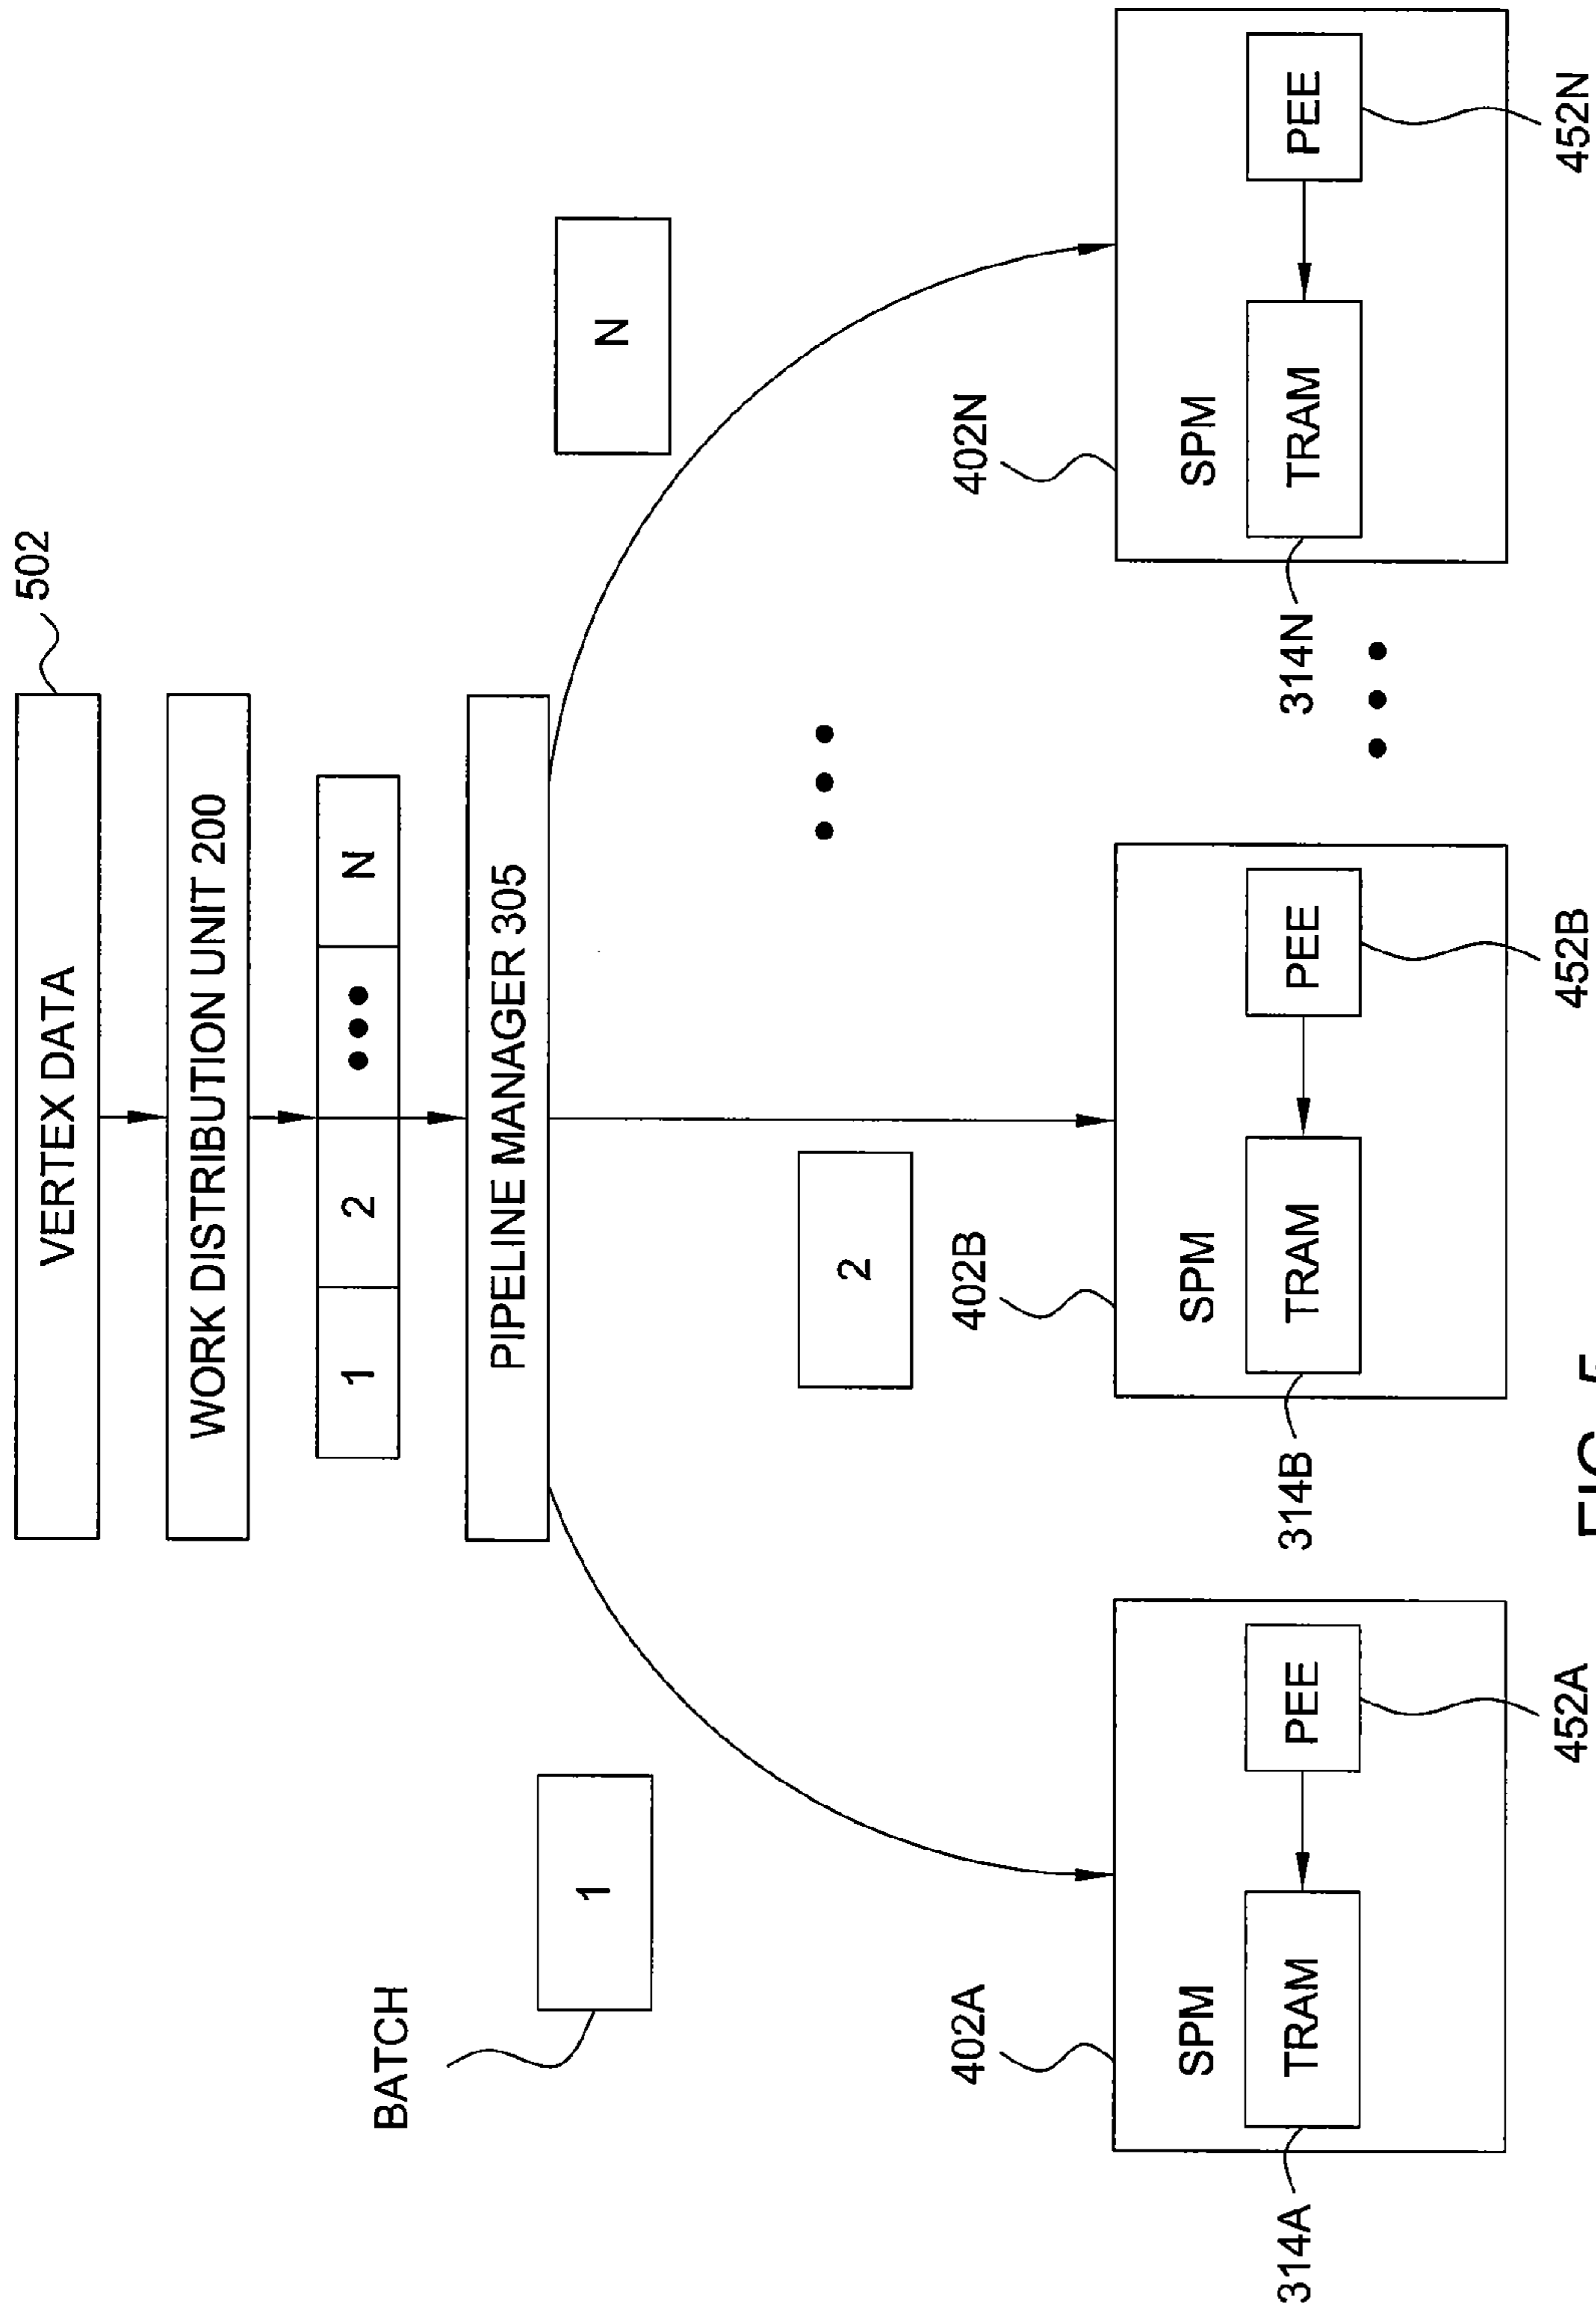 502
VERTEX DATA
WORK DISTRIBUTION UNIT 200
1 2 ••• N
PIPELINE MANAGER 305
BATCH
1
N
2
•••
402A
402B
402N
SPM
SPM
SPM
TRAM PEE
TRAM PEE
TRAM PEE
314A
314B
314N
•••
452A
452B
452N